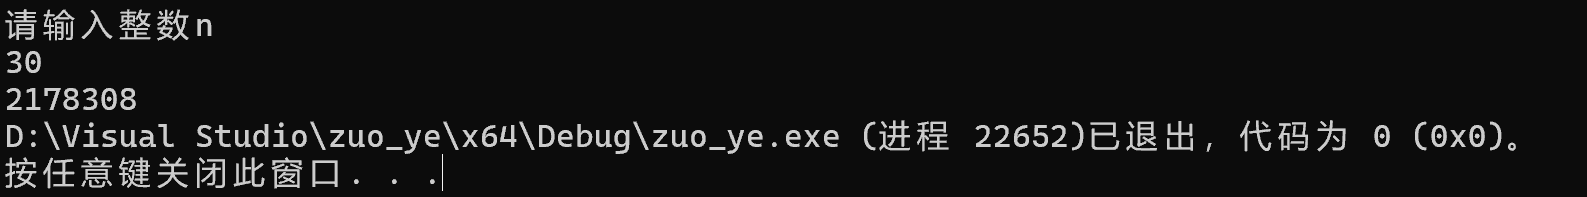 请输入整数n
30
2178308
D:\Visual Studio\zuo_ye\x64\Debug\zuo_ye.exe (进程 22652)已退出，代码为 0 (0x0)。
按任意键关闭此窗口. . .